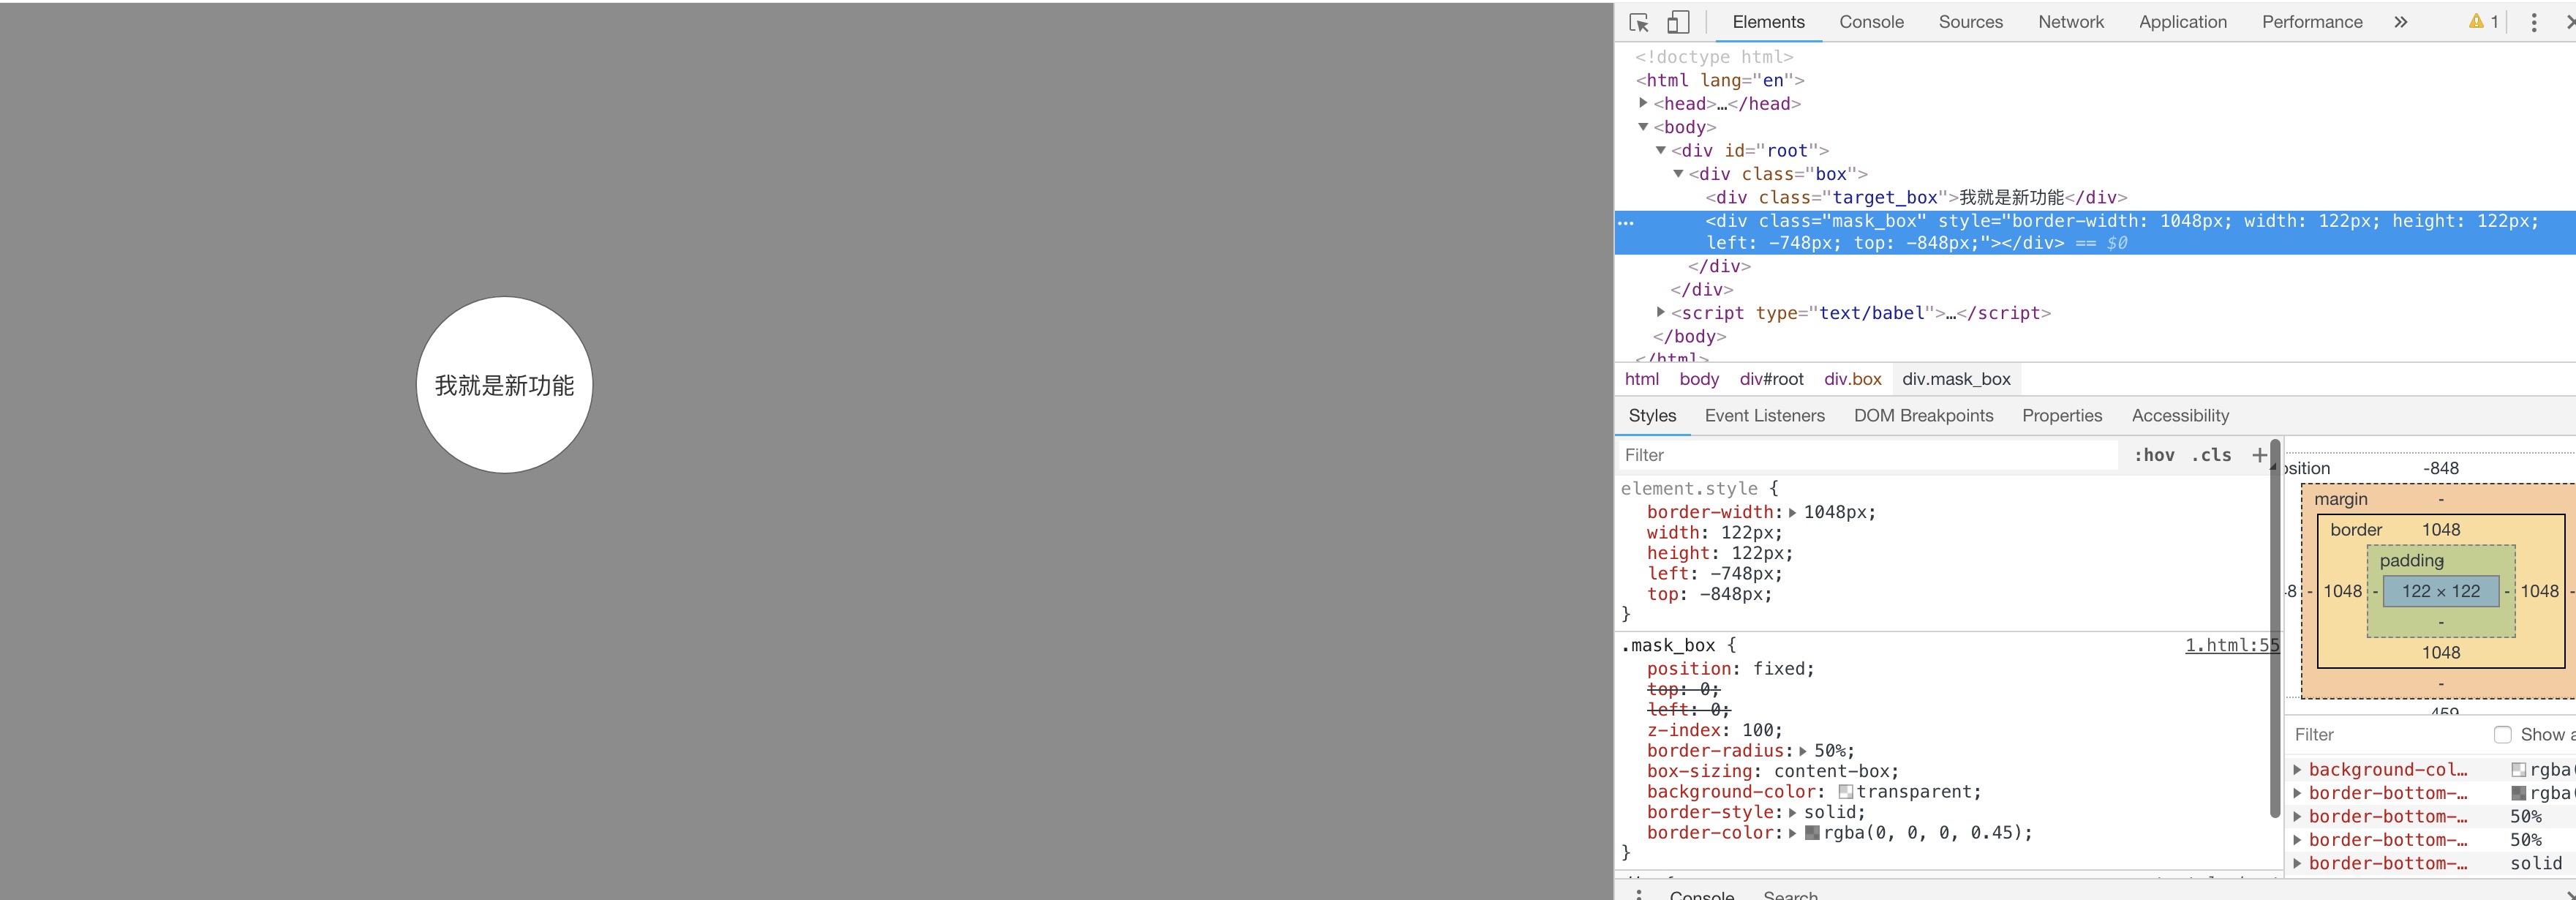 我就是新功能
Elements Console Sources Network Application Performance » 1
<!doctype html>
<html lang="en">
<head>…</head>
<body>
<div id="root">
<div class="box">
<div class="target_box">我就是新功能</div>
<div class="mask_box" style="border-width: 1048px; width: 122px; height: 122px;
left: -748px; top: -848px;"></div> == $0
</div>
</div>
<script type="text/babel">…</script>
</body>
</html>
html body div#root div.box div.mask_box
Styles Event Listeners DOM Breakpoints Properties Accessibility
Filter :hov .cls +
element.style {
border-width: 1048px;
width: 122px;
height: 122px;
left: -748px;
top: -848px;
}
.mask_box { 1.html:55
position: fixed;
top: 0;
left: 0;
z-index: 100;
border-radius: 50%;
box-sizing: content-box;
background-color: transparent;
border-style: solid;
border-color: rgba(0, 0, 0, 0.45);
}
-848
margin -
border 1048
padding
- 1048 - 122 × 122 - 1048 -
-
1048
-
Filter Show
background-col… rgba(
border-bottom-… rgba(
border-bottom-… 50%
border-bottom-… 50%
border-bottom-… solid
Console Search